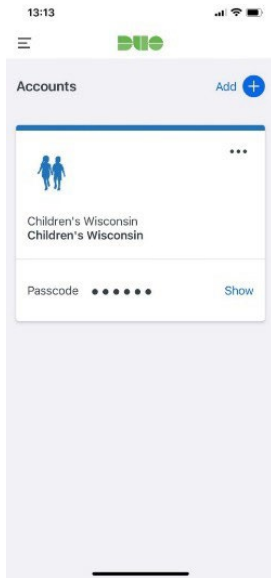 13:13
DUO
Accounts
Add
Children's Wisconsin
Children's Wisconsin
Passcode
Show